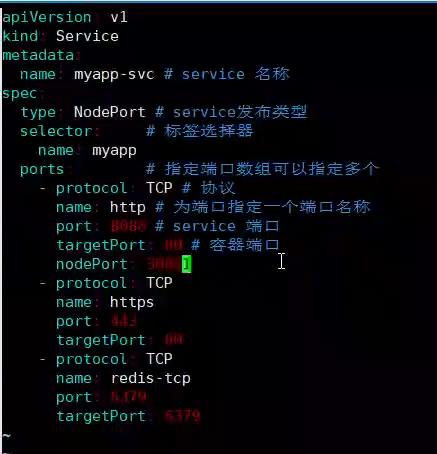 apiVersion: v1
kind: Service
metadata:
  name: myapp-svc # service 名称
spec:
  type: NodePort # service发布类型
  selector:      # 标签选择器
    name: myapp
  ports:         # 指定端口数组可以指定多个
    - protocol: TCP # 协议
      name: http # 为端口指定一个端口名称
      port: 8080 # service 端口
      targetPort: # 容器端口
      nodePort:
    - protocol: TCP
      name: https
      port: 443
      targetPort:
    - protocol: TCP
      name: redis-tcp
      port: 6379
      targetPort: 6379
~
~